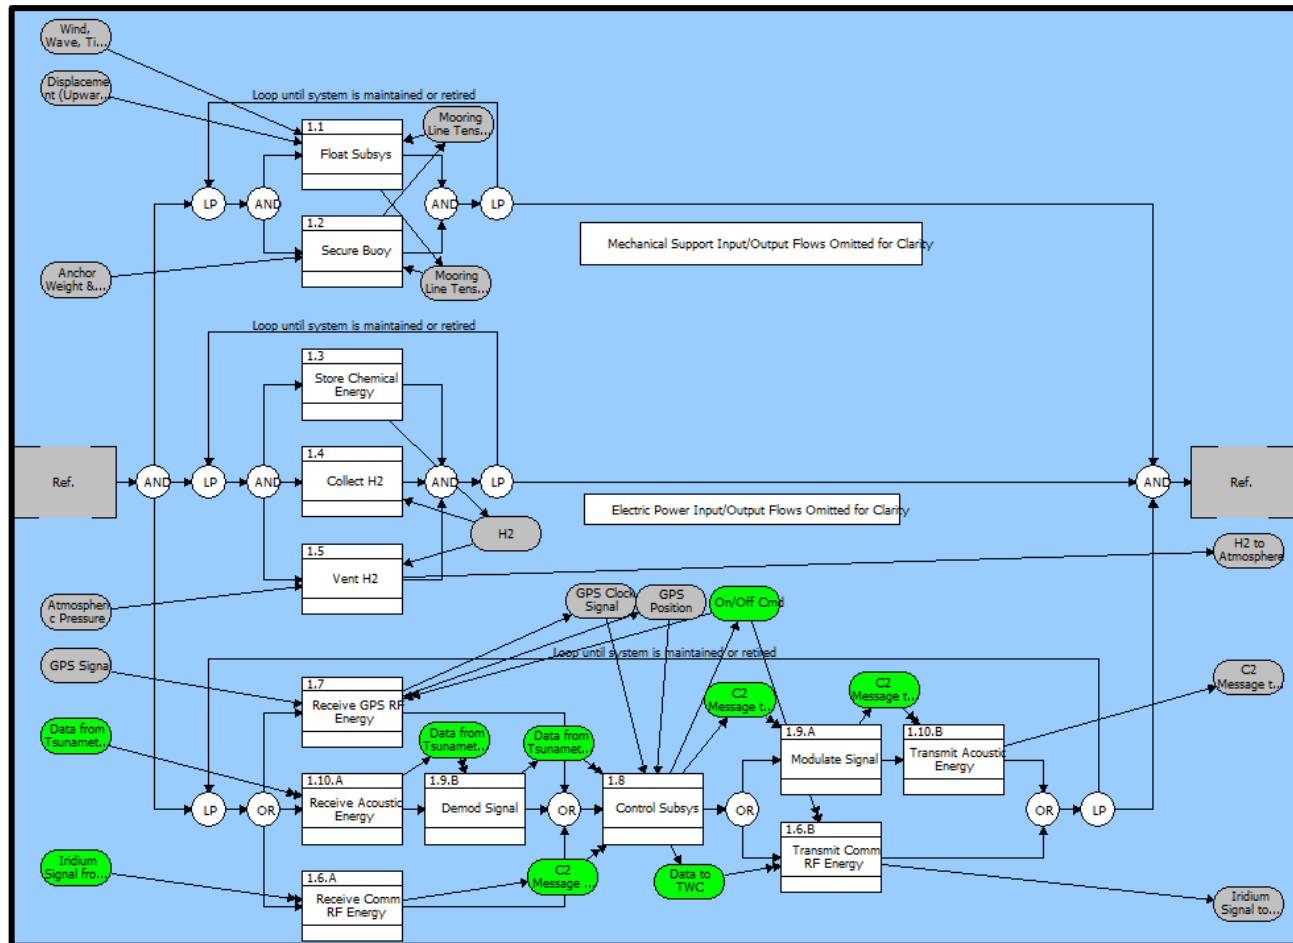 Wind,
Wave, Ti...
Displaceme
nt (Upwar...
Loop until system is maintained or retired
1.1
Float Subsys
Mooring
Line Tens...
LP
AND
AND
LP
1.2
Secure Buoy
Mechanical Support Input/Output Flows Omitted for Clarity
Anchor
Weight &...
Mooring
Line Tens...
Loop until system is maintained or retired
1.3
Store Chemical
Energy
Ref.
AND
LP
AND
1.4
Collect H2
AND
LP
AND
Ref.
Electric Power Input/Output Flows Omitted for Clarity
H2
1.5
Vent H2
H2 to
Atmosphere
Atmospheri
c Pressure
GPS Clock
Signal
GPS
Position
On/Off Cmd
GPS Signal
Loop until system is maintained or retired
C2
Message t...
1.7
Receive GPS RF
Energy
C2
Message t...
C2
Message t...
Data from
Tsunamet...
Data from
Tsunamet...
Data from
Tsunamet...
1.9.A
Modulate Signal
1.10.B
Transmit Acoustic
Energy
LP
OR
1.10.A
Receive Acoustic
Energy
1.9.B
Demod Signal
OR
1.8
Control Subsys
OR
OR
LP
1.6.B
Transmit Comm
RF Energy
Iridium
Signal fro...
1.6.A
Receive Comm
RF Energy
C2
Message ...
Data to
TWC
Iridium
Signal to...